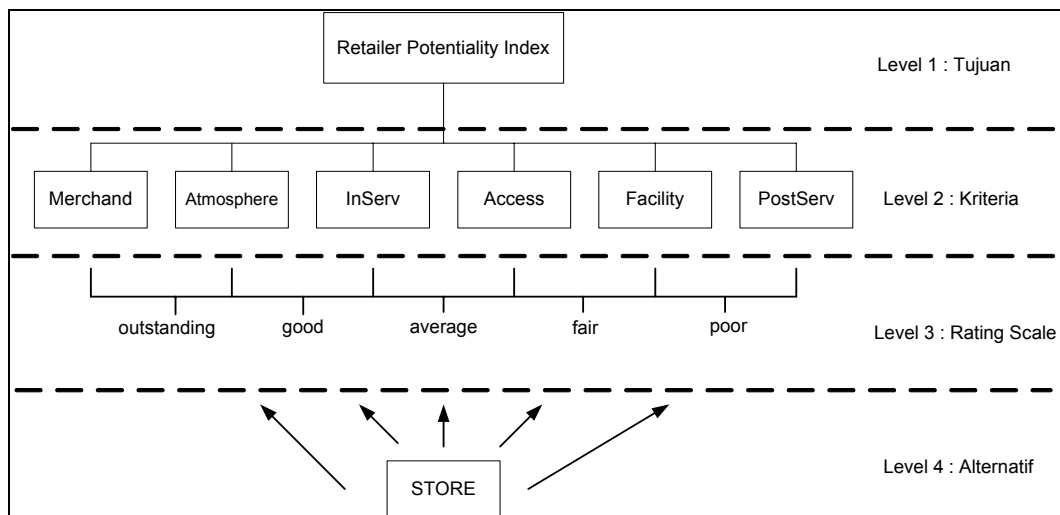 Retailer Potentiality Index
Level 1 : Tujuan
Merchand
Atmosphere
InServ
Access
Facility
PostServ
Level 2 : Kriteria
outstanding
good
average
fair
poor
Level 3 : Rating Scale
STORE
Level 4 : Alternatif